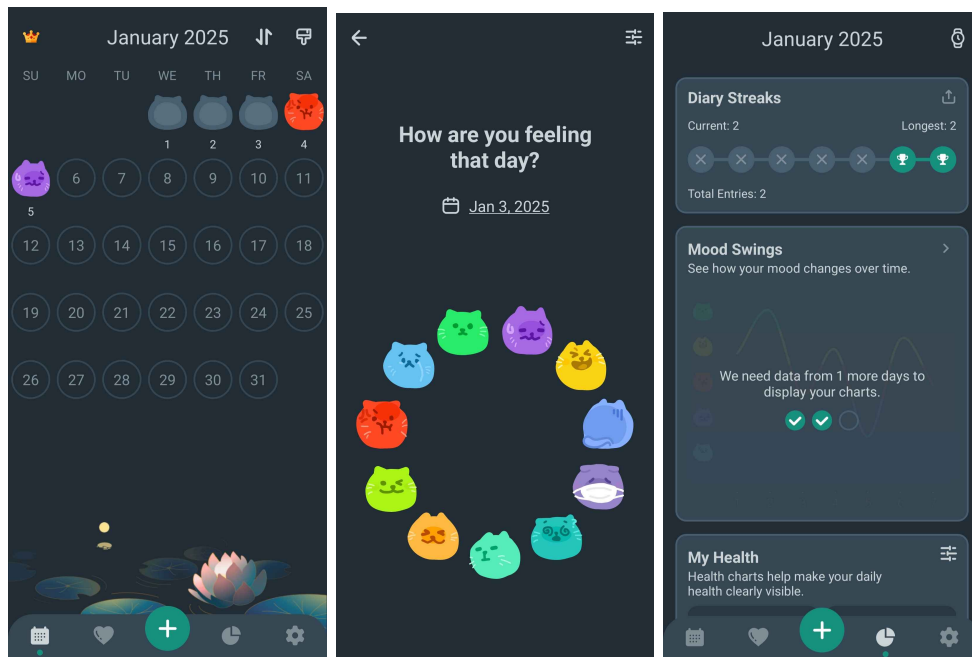 January 2025
SU MO TU WE TH FR SA
1 2 3 4
6 7 8 9 10 11
5
12 13 14 15 16 17 18
19 20 21 22 23 24 25
26 27 28 29 30 31
How are you feeling
that day?
Jan 3, 2025
January 2025
Diary Streaks
Current: 2 Longest: 2
Total Entries: 2
Mood Swings
See how your mood changes over time.
We need data from 1 more days to
display your charts.
My Health
Health charts help make your daily
health clearly visible.